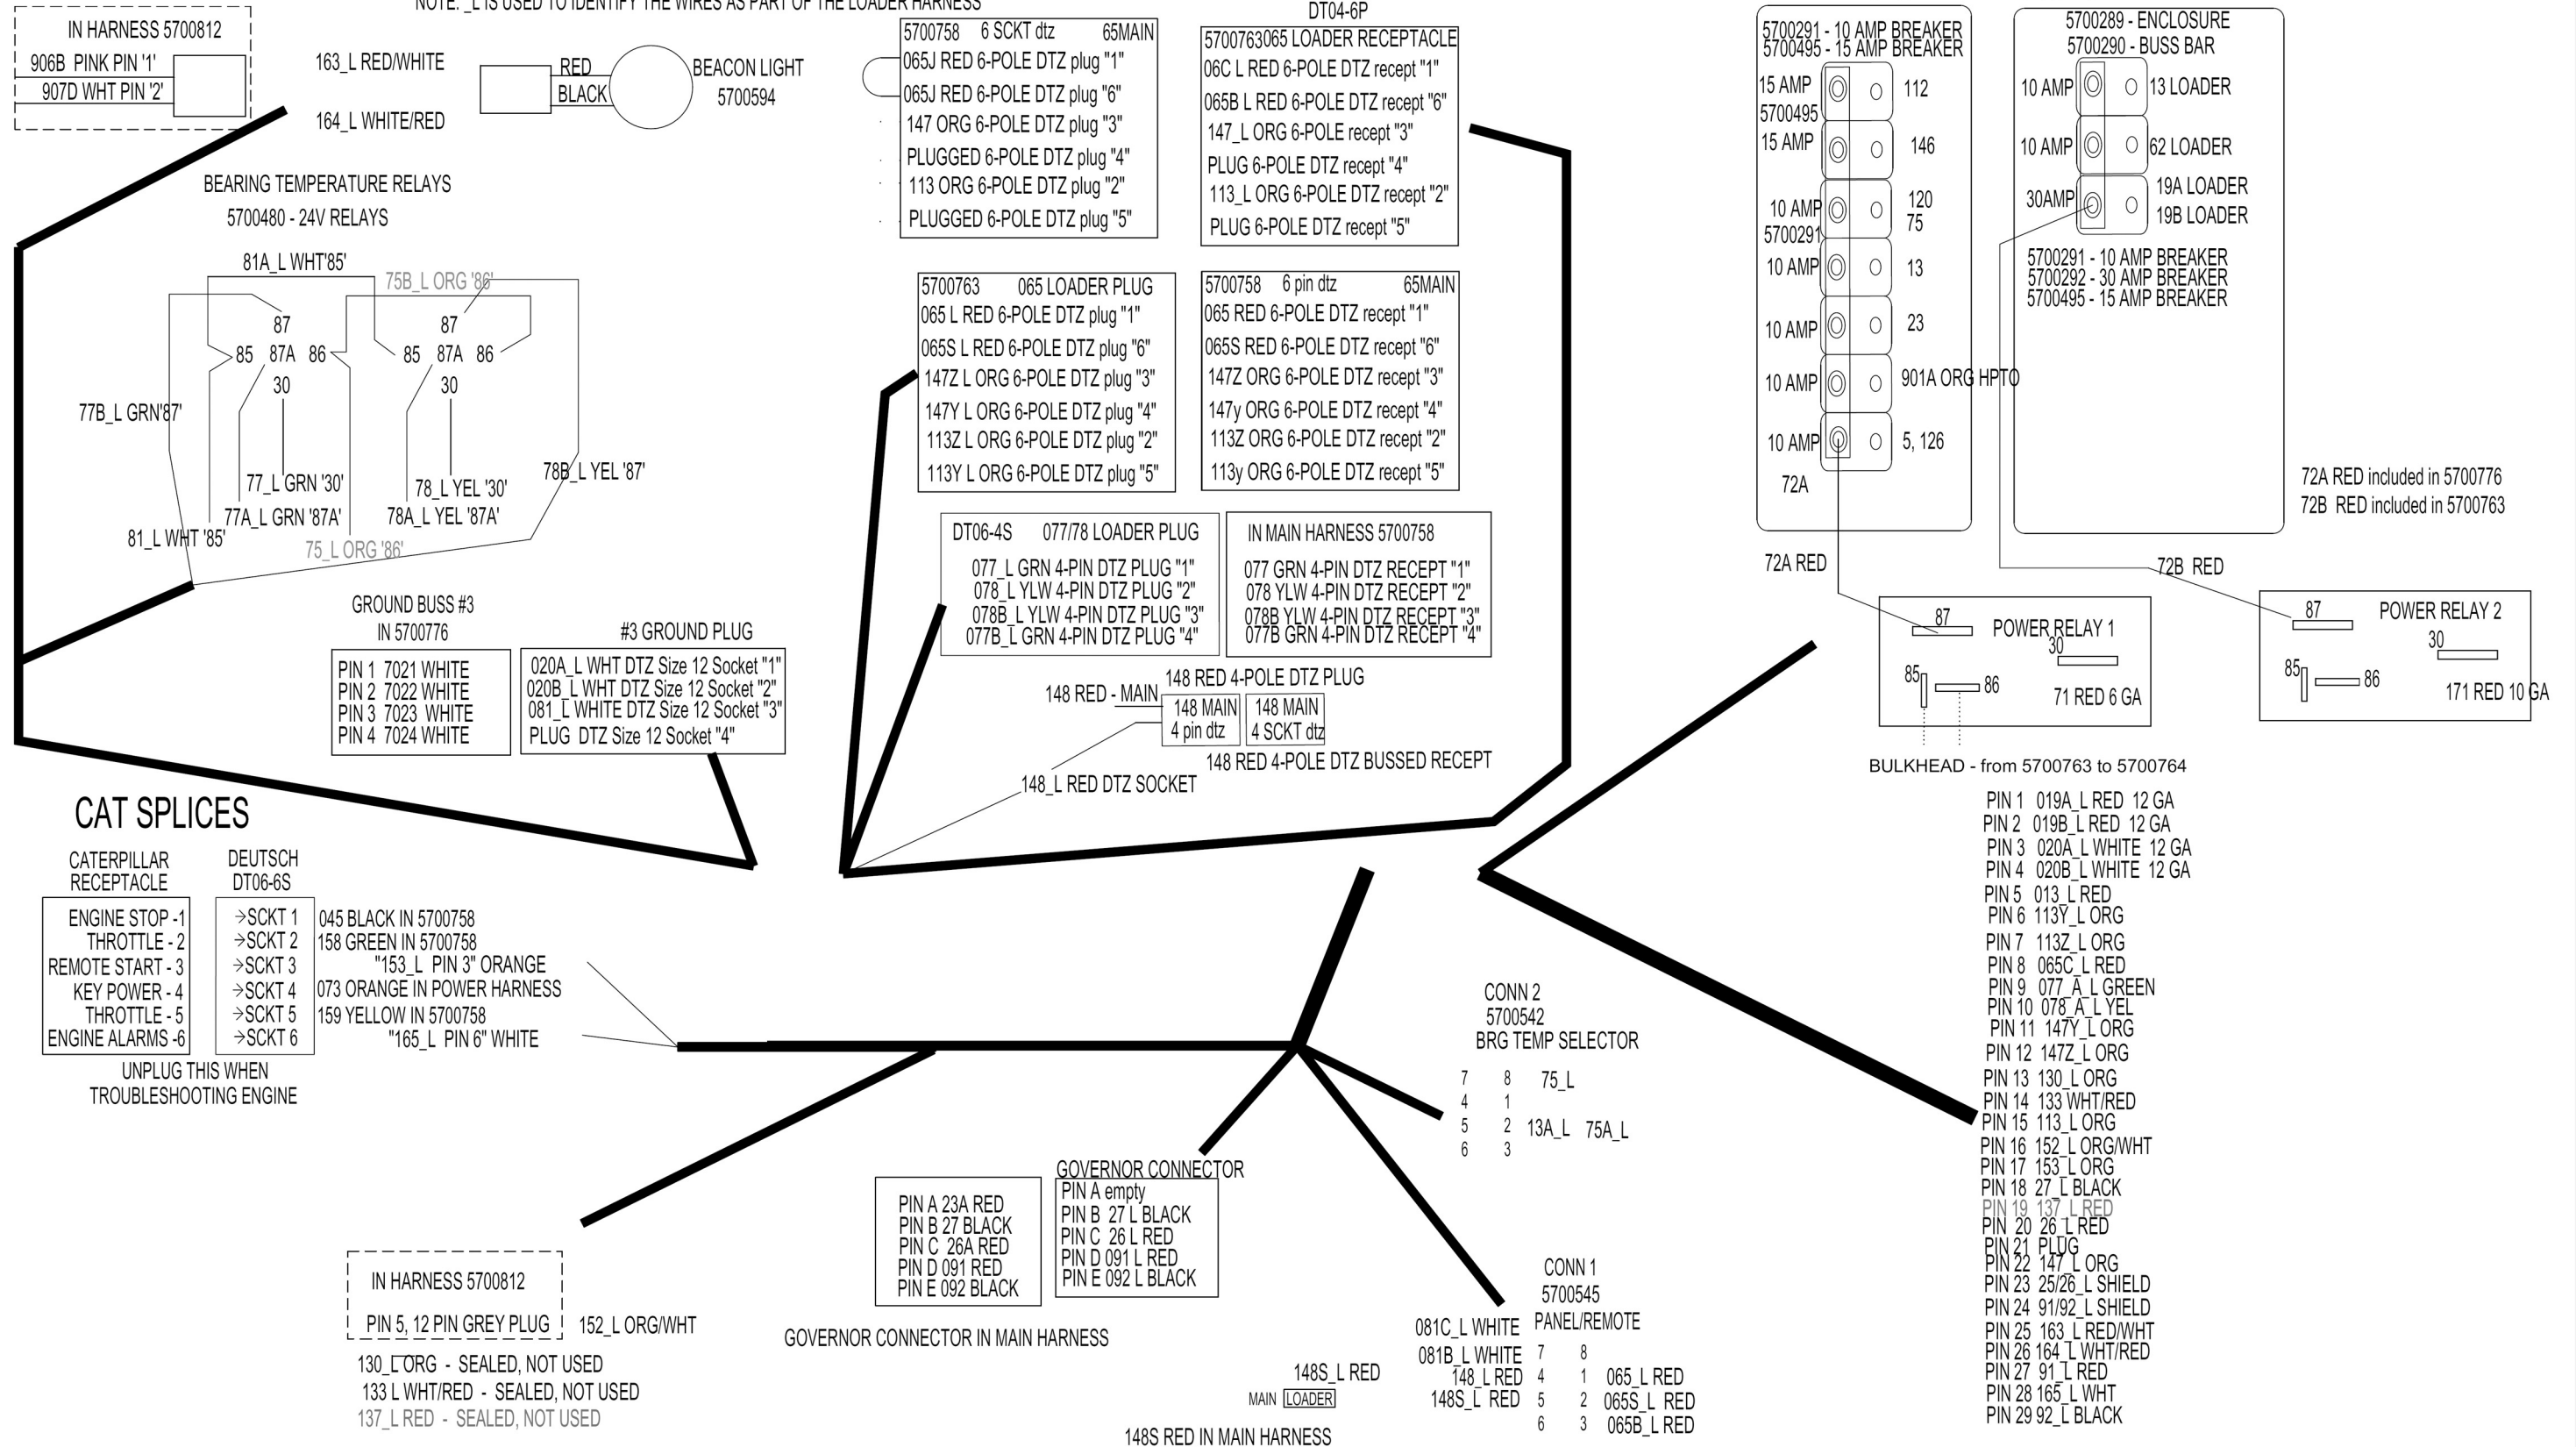 NOTE: _L IS USED TO IDENTIFY THE WIRES AS PART OF THE LOADER HARNESS
IN HARNESS 5700812
906B PINK PIN '1'
907D WHT PIN '2'
163_L RED/WHITE
164_L WHITE/RED
RED
BLACK
BEACON LIGHT
5700594
BEARING TEMPERATURE RELAYS
5700480 - 24V RELAYS
81A_L WHT'85'
75B_L ORG '86'
87
85 87A 86
30
87
85 87A 86
30
77B_L GRN'87'
77_L GRN '30'
77A_L GRN '87A'
78_L YEL '30'
78A_L YEL '87A'
78B_L YEL '87'
81_L WHT '85'
75_L ORG '86'
5700758 6 SCKT dtz 65MAIN
065J RED 6-POLE DTZ plug "1"
065J RED 6-POLE DTZ plug "6"
147 ORG 6-POLE DTZ plug "3"
PLUGGED 6-POLE DTZ plug "4"
113 ORG 6-POLE DTZ plug "2"
PLUGGED 6-POLE DTZ plug "5"
DT04-6P
5700763065 LOADER RECEPTACLE
06C L RED 6-POLE DTZ recept "1"
065B L RED 6-POLE DTZ recept "6"
147_L ORG 6-POLE recept "3"
PLUG 6-POLE DTZ recept "4"
113_L ORG 6-POLE DTZ recept "2"
PLUG 6-POLE DTZ recept "5"
5700763 065 LOADER PLUG
065 L RED 6-POLE DTZ plug "1"
065S L RED 6-POLE DTZ plug "6"
147Z L ORG 6-POLE DTZ plug "3"
147Y L ORG 6-POLE DTZ plug "4"
113Z L ORG 6-POLE DTZ plug "2"
113Y L ORG 6-POLE DTZ plug "5"
5700758 6 pin dtz 65MAIN
065 RED 6-POLE DTZ recept "1"
065S RED 6-POLE DTZ recept "6"
147Z ORG 6-POLE DTZ recept "3"
147y ORG 6-POLE DTZ recept "4"
113Z ORG 6-POLE DTZ recept "2"
113y ORG 6-POLE DTZ recept "5"
DT06-4S 077/78 LOADER PLUG
077_L GRN 4-PIN DTZ PLUG "1"
078_L YLW 4-PIN DTZ PLUG "2"
078B_L YLW 4-PIN DTZ PLUG "3"
077B_L GRN 4-PIN DTZ PLUG "4"
IN MAIN HARNESS 5700758
077 GRN 4-PIN DTZ RECEPT "1"
078 YLW 4-PIN DTZ RECEPT "2"
078B YLW 4-PIN DTZ RECEPT "3"
077B GRN 4-PIN DTZ RECEPT "4"
148 RED 4-POLE DTZ PLUG
148 RED - MAIN
148 MAIN
4 pin dtz
148 MAIN
4 SCKT dtz
148 RED 4-POLE DTZ BUSSED RECEPT
148_L RED DTZ SOCKET
GROUND BUSS #3
IN 5700776
PIN 1 7021 WHITE
PIN 2 7022 WHITE
PIN 3 7023 WHITE
PIN 4 7024 WHITE
#3 GROUND PLUG
020A_L WHT DTZ Size 12 Socket "1"
020B_L WHT DTZ Size 12 Socket "2"
081_L WHITE DTZ Size 12 Socket "3"
PLUG DTZ Size 12 Socket "4"
5700291 - 10 AMP BREAKER
5700495 - 15 AMP BREAKER
15 AMP 112
5700495
15 AMP 146
10 AMP 120
75
5700291
10 AMP 13
10 AMP 23
10 AMP 901A ORG HPTO
10 AMP 5, 126
72A
72A RED
5700289 - ENCLOSURE
5700290 - BUSS BAR
10 AMP 13 LOADER
10 AMP 62 LOADER
30AMP 19A LOADER
19B LOADER
5700291 - 10 AMP BREAKER
5700292 - 30 AMP BREAKER
5700495 - 15 AMP BREAKER
72A RED included in 5700776
72B RED included in 5700763
72B RED
87
POWER RELAY 1
30
85
86
71 RED 6 GA
87
POWER RELAY 2
30
85
86
171 RED 10 GA
BULKHEAD - from 5700763 to 5700764
PIN 1 019A_L RED 12 GA
PIN 2 019B_L RED 12 GA
PIN 3 020A_L WHITE 12 GA
PIN 4 020B_L WHITE 12 GA
PIN 5 013_L RED
PIN 6 113Y_L ORG
PIN 7 113Z_L ORG
PIN 8 065C_L RED
PIN 9 077_A_L GREEN
PIN 10 078_A_L YEL
PIN 11 147Y_L ORG
PIN 12 147Z_L ORG
PIN 13 130_L ORG
PIN 14 133 WHT/RED
PIN 15 113_L ORG
PIN 16 152_L ORG/WHT
PIN 17 153_L ORG
PIN 18 27_L BLACK
PIN 19 137_L RED
PIN 20 26_L RED
PIN 21 PLUG
PIN 22 147_L ORG
PIN 23 25/26_L SHIELD
PIN 24 91/92_L SHIELD
PIN 25 163_L RED/WHT
PIN 26 164_L WHT/RED
PIN 27 91_L RED
PIN 28 165_L WHT
PIN 29 92_L BLACK
CAT SPLICES
CATERPILLAR
RECEPTACLE
DEUTSCH
DT06-6S
ENGINE STOP -1 →SCKT 1 045 BLACK IN 5700758
THROTTLE - 2 →SCKT 2 158 GREEN IN 5700758
REMOTE START - 3 →SCKT 3 "153_L PIN 3" ORANGE
KEY POWER - 4 →SCKT 4 073 ORANGE IN POWER HARNESS
THROTTLE - 5 →SCKT 5 159 YELLOW IN 5700758
ENGINE ALARMS -6 →SCKT 6 "165_L PIN 6" WHITE
UNPLUG THIS WHEN
TROUBLESHOOTING ENGINE
CONN 2
5700542
BRG TEMP SELECTOR
7 8 75_L
4 1
5 2 13A_L 75A_L
6 3
IN HARNESS 5700812
PIN 5, 12 PIN GREY PLUG
152_L ORG/WHT
130_L ORG - SEALED, NOT USED
133 L WHT/RED - SEALED, NOT USED
137_L RED - SEALED, NOT USED
PIN A 23A RED
PIN B 27 BLACK
PIN C 26A RED
PIN D 091 RED
PIN E 092 BLACK
GOVERNOR CONNECTOR
PIN A empty
PIN B 27 L BLACK
PIN C 26 L RED
PIN D 091 L RED
PIN E 092 L BLACK
GOVERNOR CONNECTOR IN MAIN HARNESS
CONN 1
5700545
PANEL/REMOTE
081C_L WHITE
081B_L WHITE 7 8
148_L RED 4 1 065_L RED
148S_L RED 5 2 065S_L RED
6 3 065B_L RED
148S_L RED
MAIN LOADER
148S RED IN MAIN HARNESS